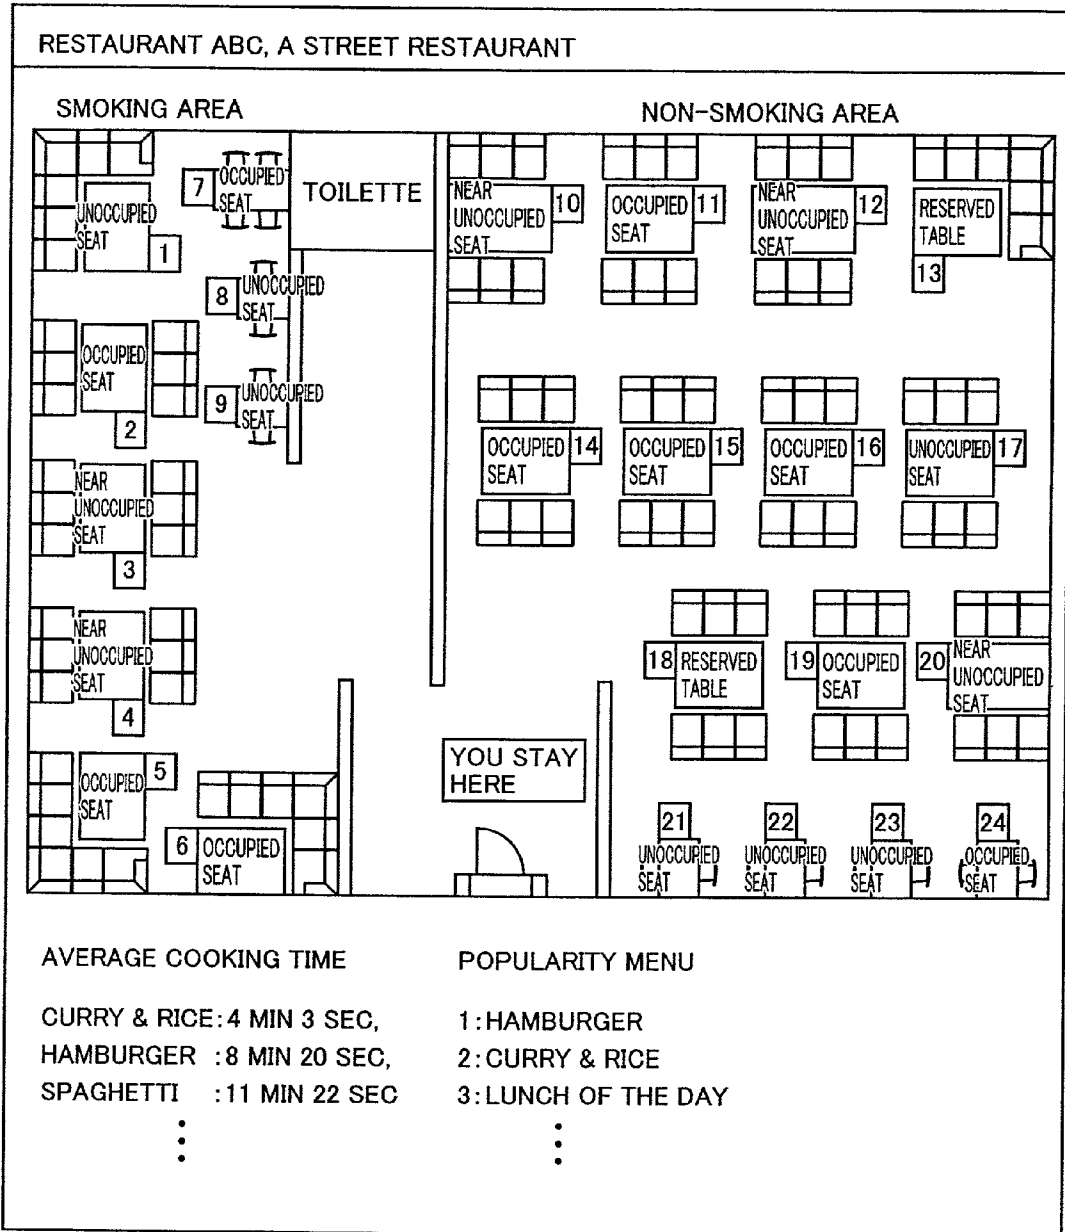 RESTAURANT ABC, A STREET RESTAURANT
SMOKING AREA
NON-SMOKING AREA
UNOCCUPIED
SEAT
1
OCCUPIED
SEAT
2
NEAR
UNOCCUPIED
SEAT
3
NEAR
UNOCCUPIED
SEAT
4
OCCUPIED
SEAT
5
6
OCCUPIED
SEAT
7
OCCUPIED
SEAT
8
UNOCCUPIED
SEAT
9
UNOCCUPIED
SEAT
TOILETTE
NEAR
UNOCCUPIED
SEAT
10
OCCUPIED
SEAT
11
NEAR
UNOCCUPIED
SEAT
12
RESERVED
TABLE
13
OCCUPIED
SEAT
14
OCCUPIED
SEAT
15
OCCUPIED
SEAT
16
UNOCCUPIED
SEAT
17
18
RESERVED
TABLE
19
OCCUPIED
SEAT
20
NEAR
UNOCCUPIED
SEAT
YOU STAY
HERE
21
UNOCCUPIED
SEAT
22
UNOCCUPIED
SEAT
23
UNOCCUPIED
SEAT
24
OCCUPIED
SEAT
AVERAGE COOKING TIME
CURRY & RICE:4 MIN 3 SEC,
HAMBURGER :8 MIN 20 SEC,
SPAGHETTI :11 MIN 22 SEC
POPULARITY MENU
1:HAMBURGER
2:CURRY & RICE
3:LUNCH OF THE DAY